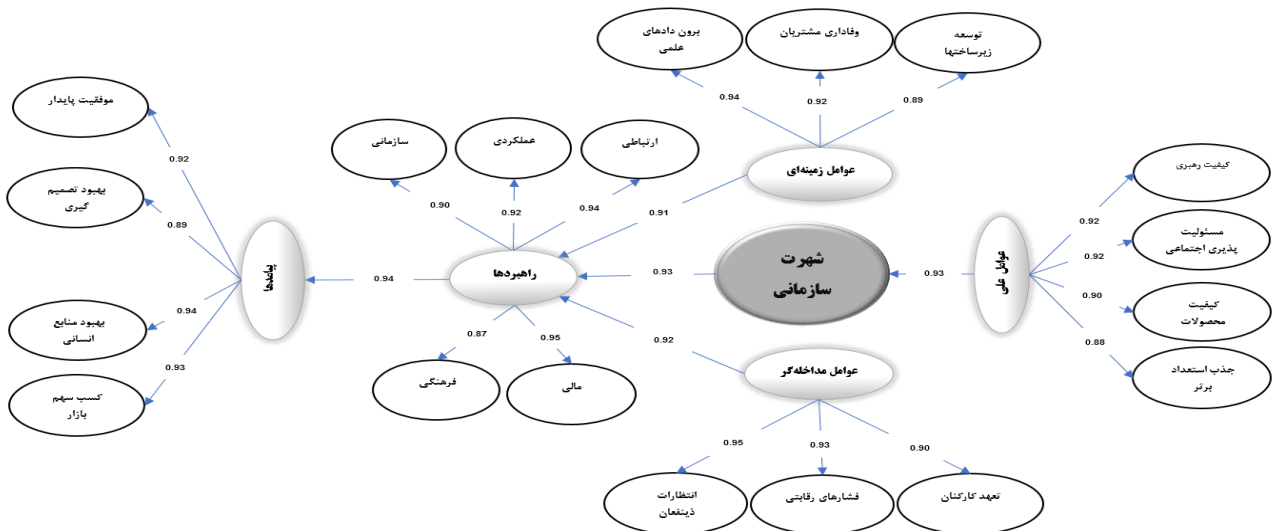 توسعه
زیرساختها
وفاداری مشتریان
برون دادهای
علمی
0.89
0.92
0.94
عوامل زمینه‌ای
ارتباطی
عملکردی
سازمانی
0.94
0.92
0.90
0.91
موفقیت پایدار
0.92
بهبود تصمیم
گیری
0.89
کیفیت رهبری
0.92
مسئولیت
پذیری اجتماعی
0.92
عوامل علی
0.93
شهرت
سازمانی
0.93
راهبردها
0.94
پیامدها
0.90
کیفیت
محصولات
0.88
جذب استعداد
برتر
0.94
بهبود منابع
انسانی
0.93
کسب سهم
بازار
0.87
0.95
فرهنگی
مالی
0.92
عوامل مداخله‌گر
0.90
0.93
0.95
تعهد کارکنان
فشارهای رقابتی
انتظارات
ذینفعان